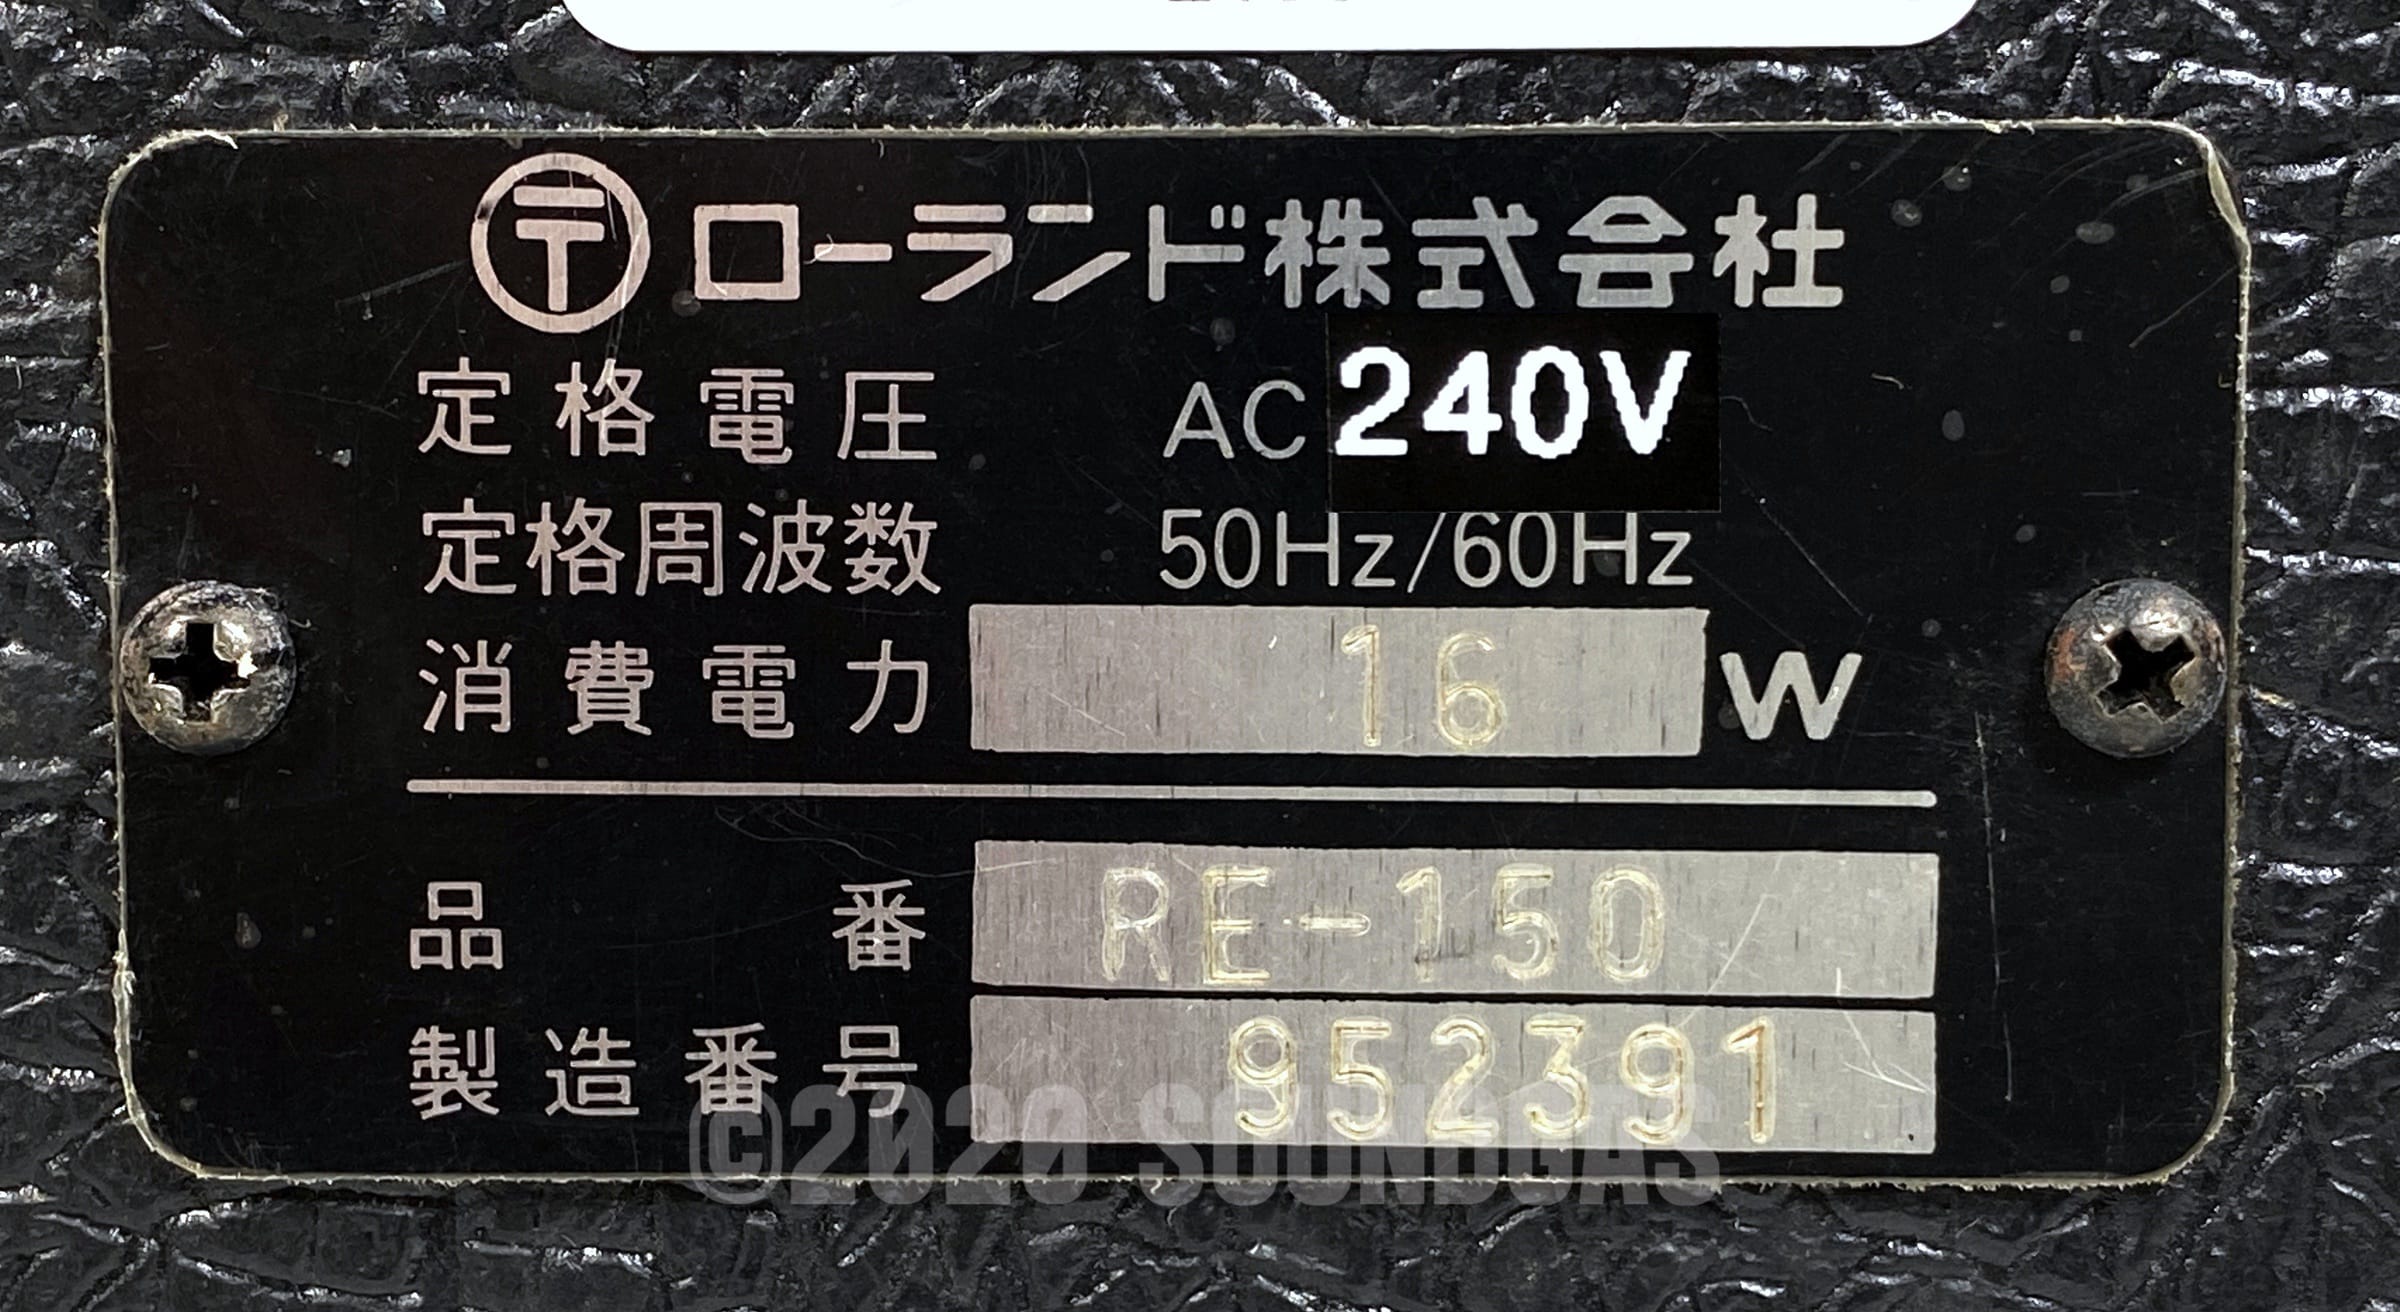 〒ローランド株式会社
定格電圧 AC 240V
定格周波数 50Hz/60Hz
消費電力 16 W
品番 RE-150
製造番号 952391
©2020 SOUNDGAS